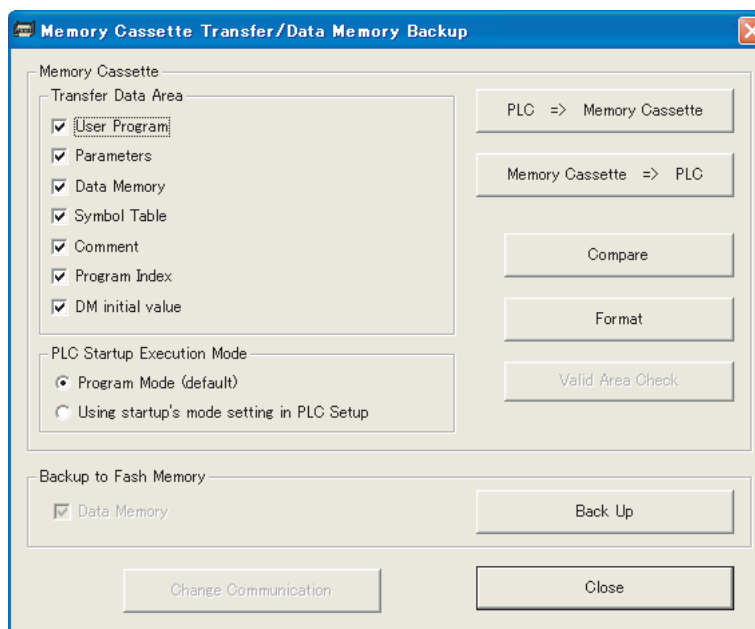 Memory Cassette Transfer/Data Memory Backup
Memory Cassette
Transfer Data Area
User Program
Parameters
Data Memory
Symbol Table
Comment
Program Index
DM initial value
PLC => Memory Cassette
Memory Cassette => PLC
Compare
Format
Valid Area Check
PLC Startup Execution Mode
Program Mode (default)
Using startup's mode setting in PLC Setup
Backup to Fash Memory
Data Memory
Back Up
Change Communication
Close